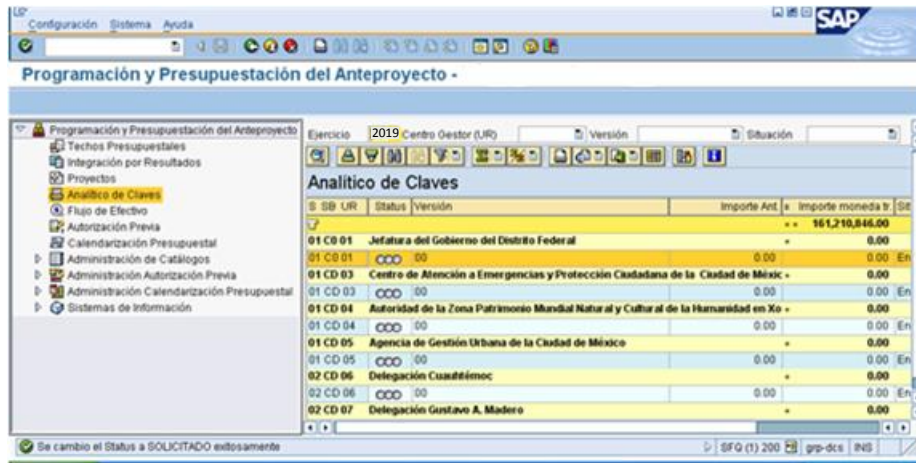 Configuración Sistema Ayuda
SAP
Programación y Presupuestación del Anteproyecto -
Programación y Presupuestación del Anteproyecto
Techos Presupuestales
Integración por Resultados
Proyectos
Analítico de Claves
Flujo de Efectivo
Autorización Previa
Calendarización Presupuestal
Administración de Catálogos
Administración Autorización Previa
Administración Calendarización Presupuestal
Sistemas de Información
Ejercicio 2019 Centro Gestor (UR) Versión Situación
Analítico de Claves
S SB UR Status Versión Importe Ant. Importe moneda tr. Sit
161,210,846.00
01 C0 01 Jefatura del Gobierno del Distrito Federal 0.00
01 C0 01 00 0.00 0.00 En
01 CD 03 Centro de Atención a Emergencias y Protección Ciudadana de la Ciudad de Méxic 0.00
01 CD 03 00 0.00 0.00 En
01 CD 04 Autoridad de la Zona Patrimonio Mundial Natural y Cultural de la Humanidad en Xo 0.00
01 CD 04 00 0.00 0.00 En
01 CD 05 Agencia de Gestión Urbana de la Ciudad de México 0.00
01 CD 05 00 0.00 0.00 En
02 CD 06 Delegación Cuauhtémoc 0.00
02 CD 06 00 0.00 0.00 En
02 CD 07 Delegación Gustavo A. Madero 0.00
Se cambio el Status a SOLICITADO exitosamente
SFQ (1) 200 grp-dcs INS